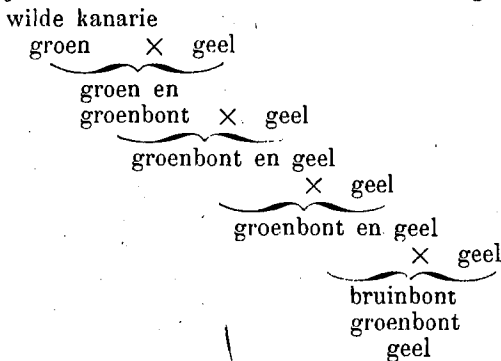 wilde kanarie
groen × geel
groen en
groenbont × geel
groenbont en geel
× geel
groenbont en geel
× geel
bruinbont
groenbont
geel